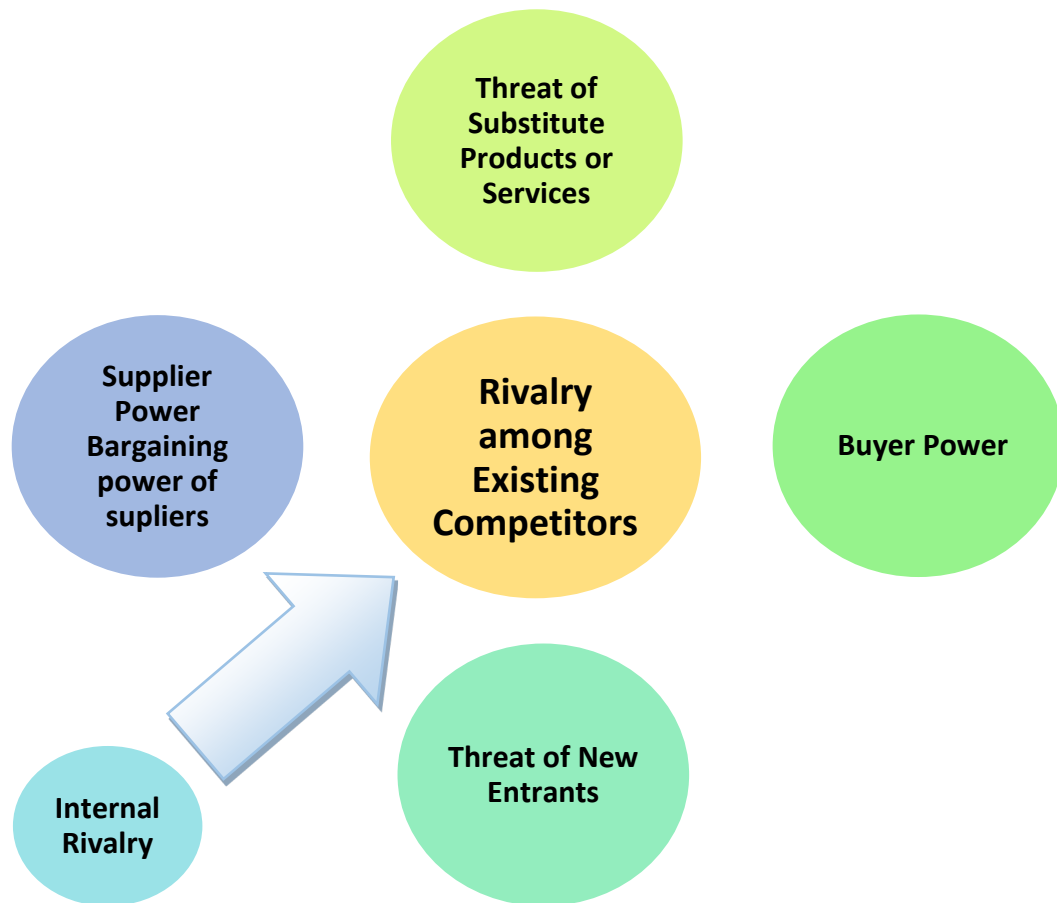 Threat of
Substitute
Products or
Services
Supplier
Power
Bargaining
power of
supliers
Rivalry
among
Existing
Competitors
Buyer Power
Threat of New
Entrants
Internal
Rivalry